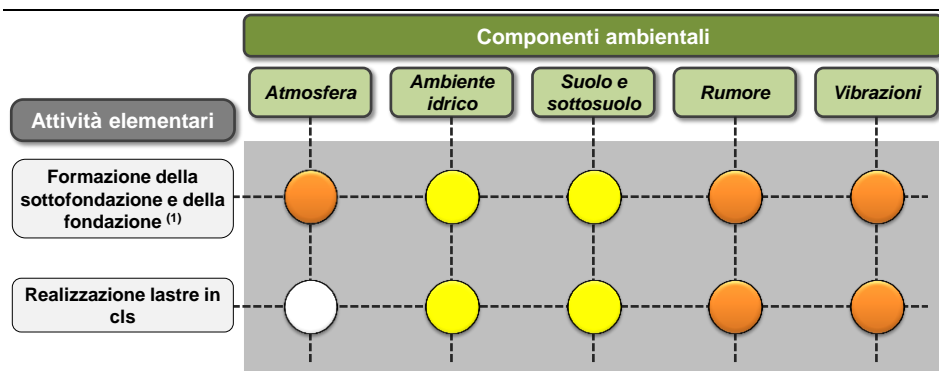 Componenti ambientali
Atmosfera
Ambiente
idrico
Suolo e
sottosuolo
Rumore
Vibrazioni
Attività elementari
Formazione della
sottofondazione e della
fondazione (1)
Realizzazione lastre in
cls